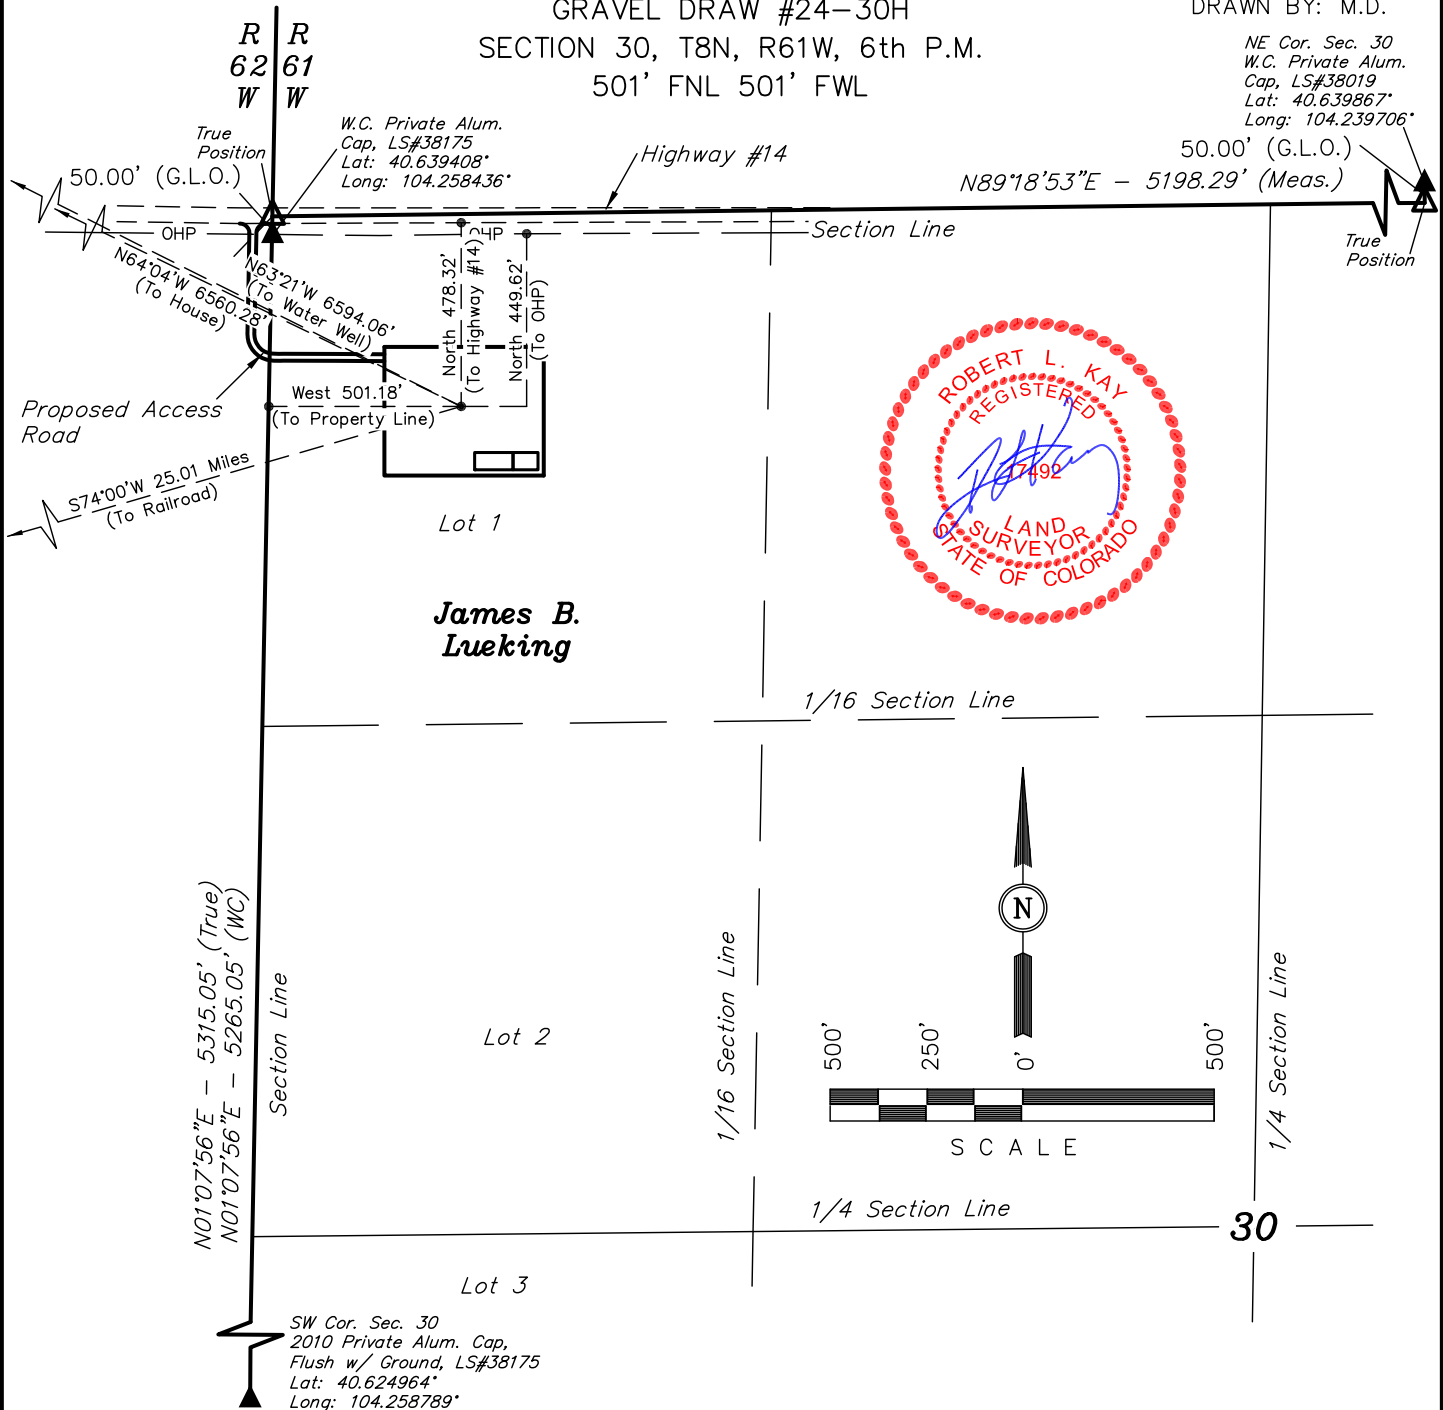 GRAVEL DRAW #24-30H
SECTION 30, T8N, R61W, 6th P.M.
501' FNL 501' FWL
DRAWN BY: M.D.
R R
62 61
W W
NE Cor. Sec. 30
W.C. Private Alum.
Cap, LS#38019
Lat: 40.639867°
Long: 104.239706°
True
Position
W.C. Private Alum.
Cap, LS#38175
Lat: 40.639408°
Long: 104.258436°
50.00' (G.L.O.)
Highway #14
50.00' (G.L.O.)
N89°18'53"E - 5198.29' (Meas.)
Section Line
True
Position
OHP
OHP
N64°04'W 6560.28'
(To House)
N63°21'W 6594.06'
(To Water Well)
North 478.32'
(To Highway #14)
North 449.62'
(To OHP)
West 501.18'
(To Property Line)
Proposed Access
Road
S74°00'W 25.01 Miles
(To Railroad)
Lot 1
James B.
Lueking
ROBERT L. KAY
REGISTERED
17492
LAND
SURVEYOR
STATE OF COLORADO
1/16 Section Line
N
N01°07'56"E - 5315.05' (True)
N01°07'56"E - 5265.05' (WC)
Section Line
Lot 2
1/16 Section Line
500'
250'
0'
500'
SCALE
1/4 Section Line
1/4 Section Line
30
Lot 3
SW Cor. Sec. 30
2010 Private Alum. Cap,
Flush w/ Ground, LS#38175
Lat: 40.624964°
Long: 104.258789°